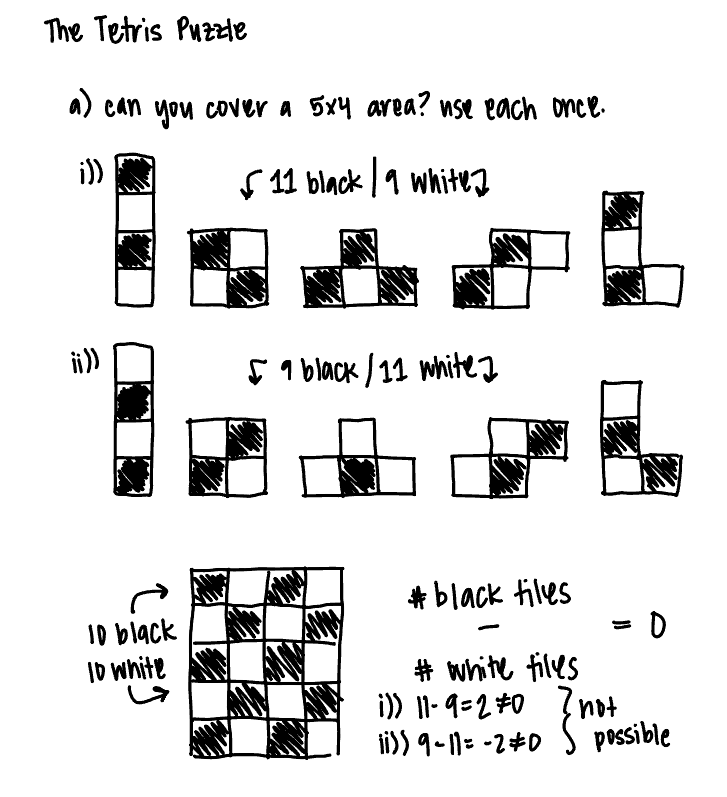 The Tetris Puzzle
a) can you cover a 5x4 area? use each once.
i)) 11 black | 9 white
ii)) 9 black / 11 white
10 black
10 white
# black tiles
− = 0
# white tiles
i)) 11-9=2≠0
ii)) 9-11=-2≠0
} not
possible